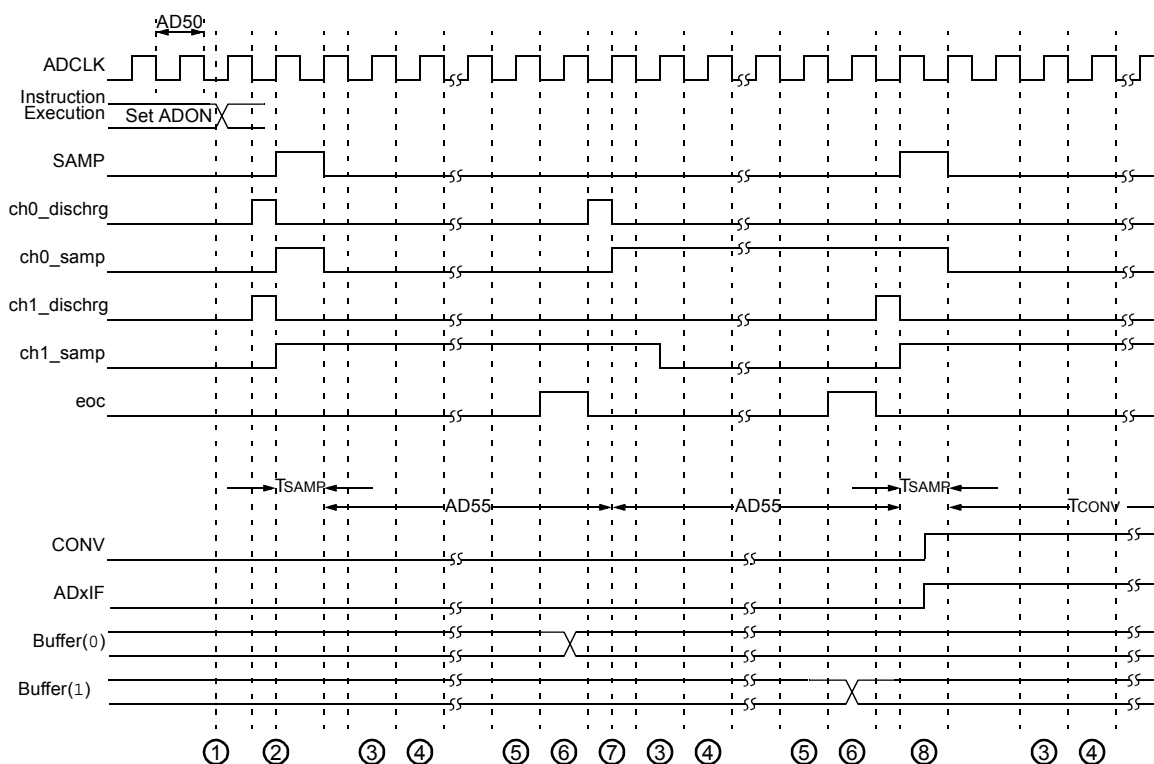 AD50
ADCLK
Instruction
Execution
Set ADON
SAMP
ch0_dischrg
ch0_samp
ch1_dischrg
ch1_samp
eoc
TSAMP TSAMP
AD55 AD55 TCONV
CONV
ADxIF
Buffer(0)
Buffer(1)
1 2 3 4 5 6 7 3 4 5 6 8 3 4